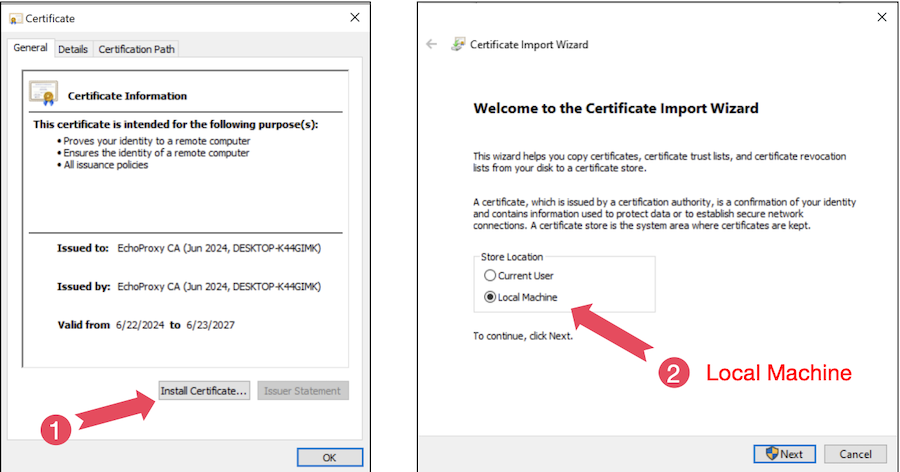 Certificate
General
Details
Certification Path
Certificate Information
This certificate is intended for the following purpose(s):
• Proves your identity to a remote computer
• Ensures the identity of a remote computer
• All issuance policies
Issued to: EchoProxy CA (Jun 2024, DESKTOP-K44GIMK)
Issued by: EchoProxy CA (Jun 2024, DESKTOP-K44GIMK)
Valid from 6/22/2024 to 6/23/2027
Install Certificate...
Issuer Statement
1
OK
Certificate Import Wizard
Welcome to the Certificate Import Wizard
This wizard helps you copy certificates, certificate trust lists, and certificate revocation
lists from your disk to a certificate store.
A certificate, which is issued by a certification authority, is a confirmation of your identity
and contains information used to protect data or to establish secure network
connections. A certificate store is the system area where certificates are kept.
Store Location
Current User
Local Machine
To continue, click Next.
2 Local Machine
Next
Cancel